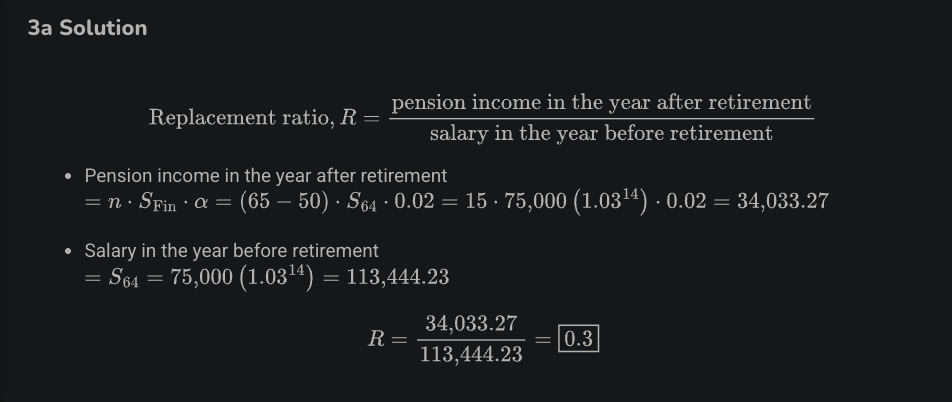 3a Solution
Replacement ratio, R = pension income in the year after retirement / salary in the year before retirement
• Pension income in the year after retirement
= n · S_Fin · α = (65 − 50) · S_64 · 0.02 = 15 · 75,000 (1.03^14) · 0.02 = 34,033.27
• Salary in the year before retirement
= S_64 = 75,000 (1.03^14) = 113,444.23
R = 34,033.27 / 113,444.23 = 0.3